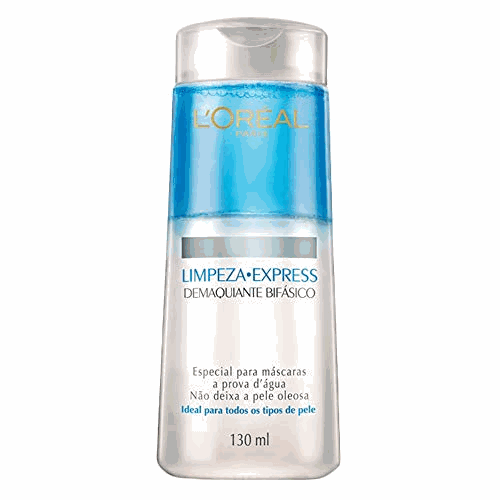 L'ORÉAL
PARIS
LIMPEZA•EXPRESS
DEMAQUIANTE BIFÁSICO
Especial para máscaras
a prova d'água
Não deixa a pele oleosa
Ideal para todos os tipos de pele
130 ml